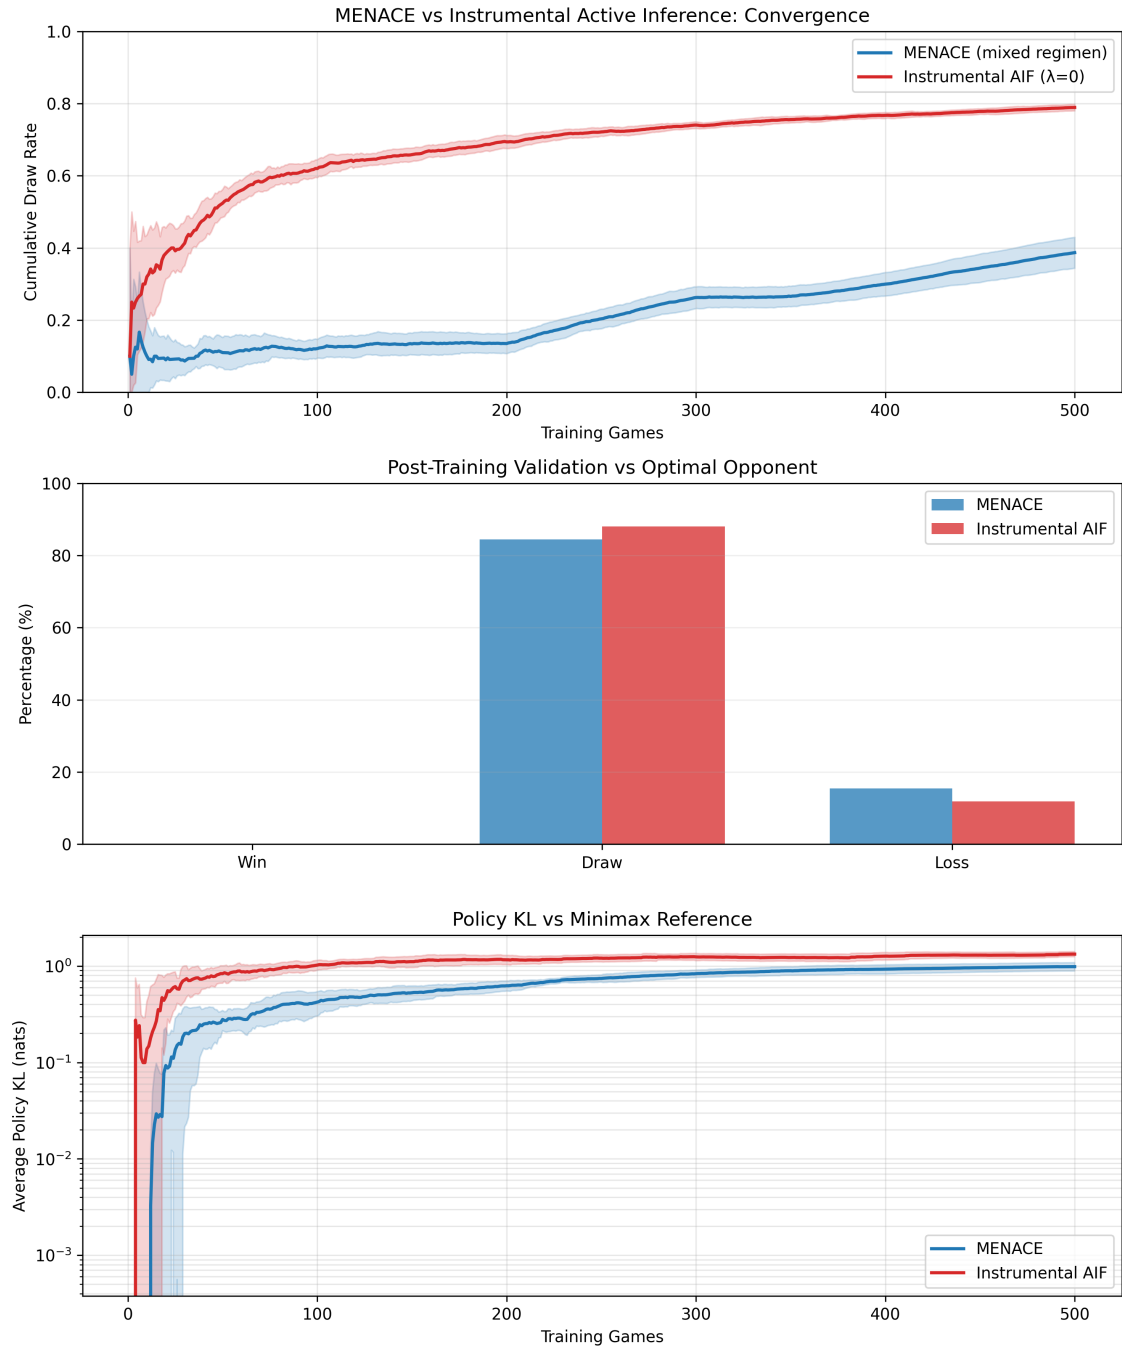 MENACE vs Instrumental Active Inference: Convergence
Cumulative Draw Rate
1.0
0.8
0.6
0.4
0.2
0.0
MENACE (mixed regimen)
Instrumental AIF (λ=0)
0 100 200 300 400 500
Training Games
Post-Training Validation vs Optimal Opponent
Percentage (%)
100
80
60
40
20
0
MENACE
Instrumental AIF
Win Draw Loss
Policy KL vs Minimax Reference
Average Policy KL (nats)
10⁰
10⁻¹
10⁻²
10⁻³
MENACE
Instrumental AIF
0 100 200 300 400 500
Training Games